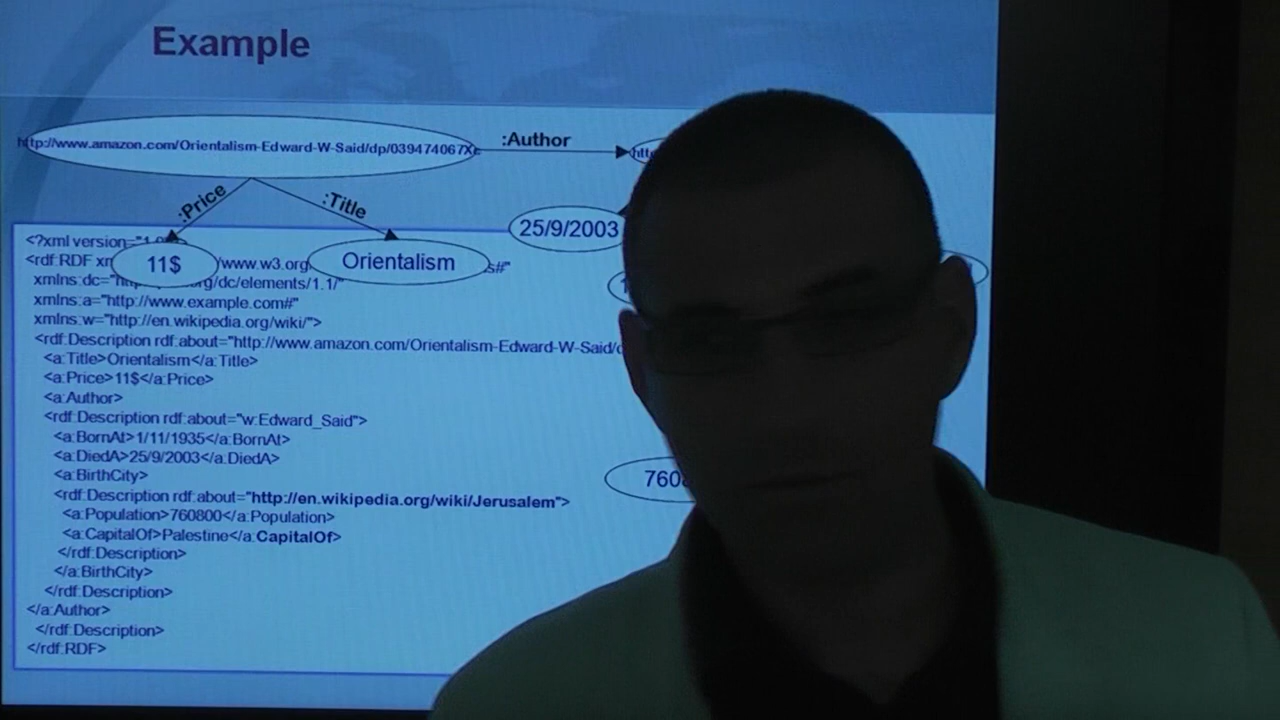 Example
http://www.amazon.com/Orientalism-Edward-W-Said/dp/039474067X
:Author
:Price
:Title
25/9/2003
11$
Orientalism
<?xml version=
<rdf:RDF /www.w3.org s#"
xmlns:dc= /dc/elements/1.1/"
xmlns:a="http://www.example.com#"
xmlns:w="http://en.wikipedia.org/wiki/">
<rdf:Description rdf:about="http://www.amazon.com/Orientalism-Edward-W-Said/
<a:Title>Orientalism</a:Title>
<a:Price>11$</a:Price>
<a:Author>
<rdf:Description rdf:about="w:Edward_Said">
<a:BornAt>1/11/1935</a:BornAt>
<a:DiedA>25/9/2003</a:DiedA>
<a:BirthCity>
<rdf:Description rdf:about="http://en.wikipedia.org/wiki/Jerusalem">
<a:Population>760800</a:Population>
<a:CapitalOf>Palestine</a:CapitalOf>
</rdf:Description>
</a:BirthCity>
</rdf:Description>
</a:Author>
</rdf:Description>
</rdf:RDF>